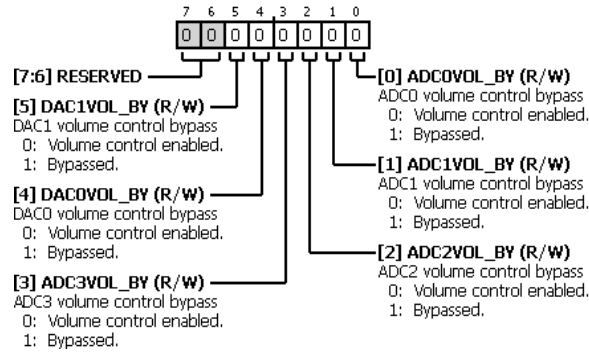 7 6 5 4 3 2 1 0
0 0 0 0 0 0 0 0
[7:6] RESERVED
[5] DAC1VOL_BY (R/W)
DAC1 volume control bypass
0: Volume control enabled.
1: Bypassed.
[4] DAC0VOL_BY (R/W)
DAC0 volume control bypass
0: Volume control enabled.
1: Bypassed.
[3] ADC3VOL_BY (R/W)
ADC3 volume control bypass
0: Volume control enabled.
1: Bypassed.
[0] ADC0VOL_BY (R/W)
ADC0 volume control bypass
0: Volume control enabled.
1: Bypassed.
[1] ADC1VOL_BY (R/W)
ADC1 volume control bypass
0: Volume control enabled.
1: Bypassed.
[2] ADC2VOL_BY (R/W)
ADC2 volume control bypass
0: Volume control enabled.
1: Bypassed.